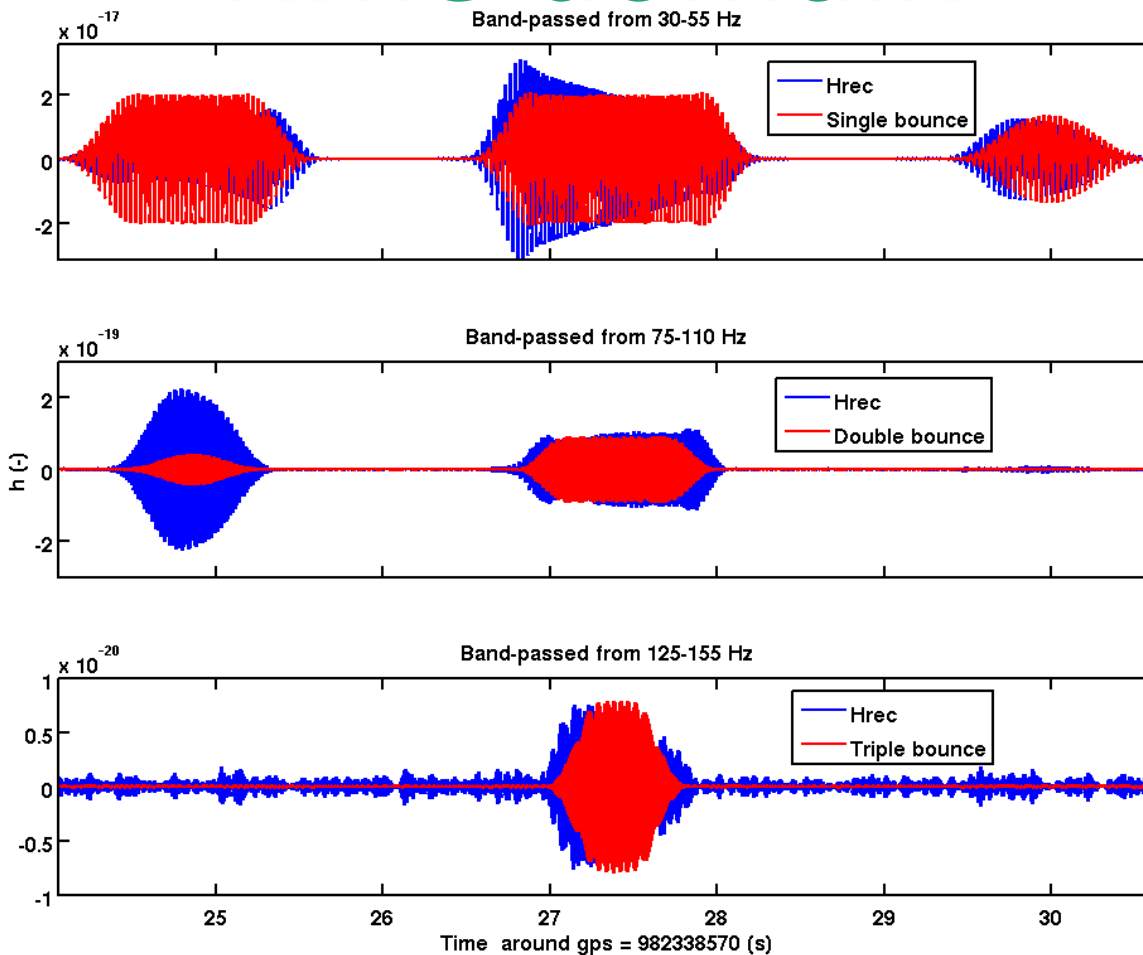 Band-passed from 30-55 Hz
x 10^-17
2
0
-2
Hrec
Single bounce
Band-passed from 75-110 Hz
x 10^-19
2
0
-2
h (-)
Hrec
Double bounce
Band-passed from 125-155 Hz
x 10^-20
1
0.5
0
-0.5
-1
Hrec
Triple bounce
25 26 27 28 29 30
Time around gps = 982338570 (s)